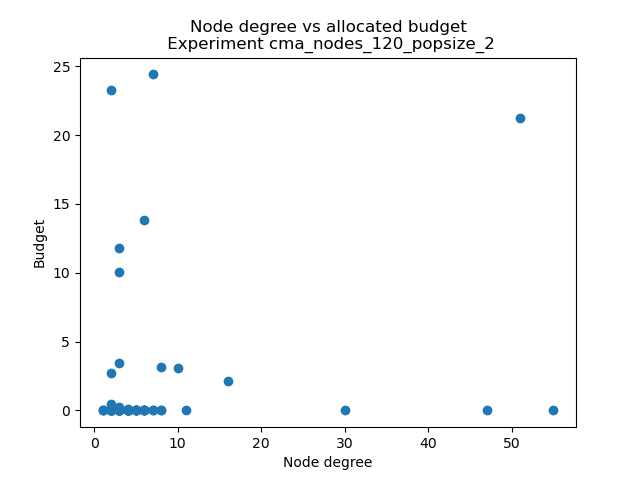 Node degree vs allocated budget
Experiment cma_nodes_120_popsize_2
25
20
15
10
5
0
Budget
0 10 20 30 40 50
Node degree